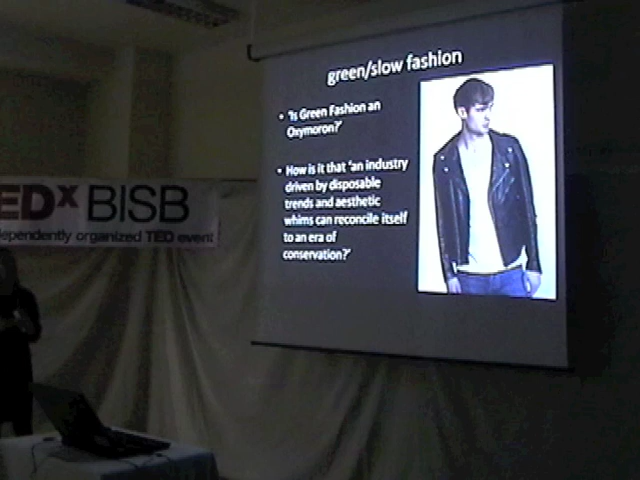 green/slow fashion
• 'Is Green Fashion an
Oxymoron?'
• How is it that 'an industry
driven by disposable
trends and aesthetic
whims can reconcile itself
to an era of
conservation?'
EDx BISB
dependently organized TED event